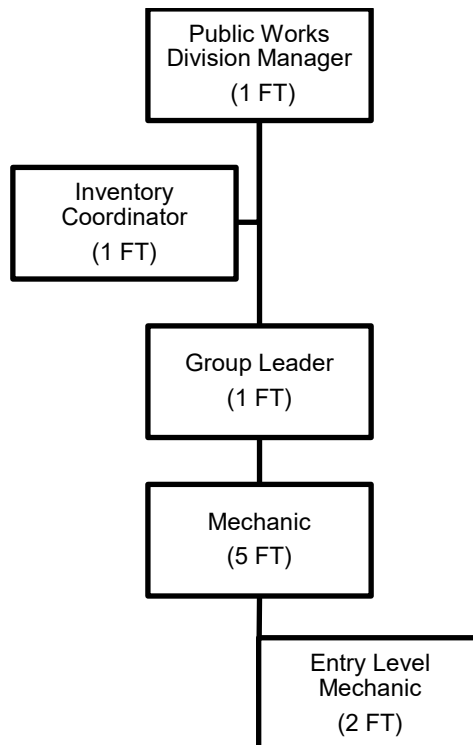 Public Works
Division Manager
(1 FT)
Inventory
Coordinator
(1 FT)
Group Leader
(1 FT)
Mechanic
(5 FT)
Entry Level
Mechanic
(2 FT)